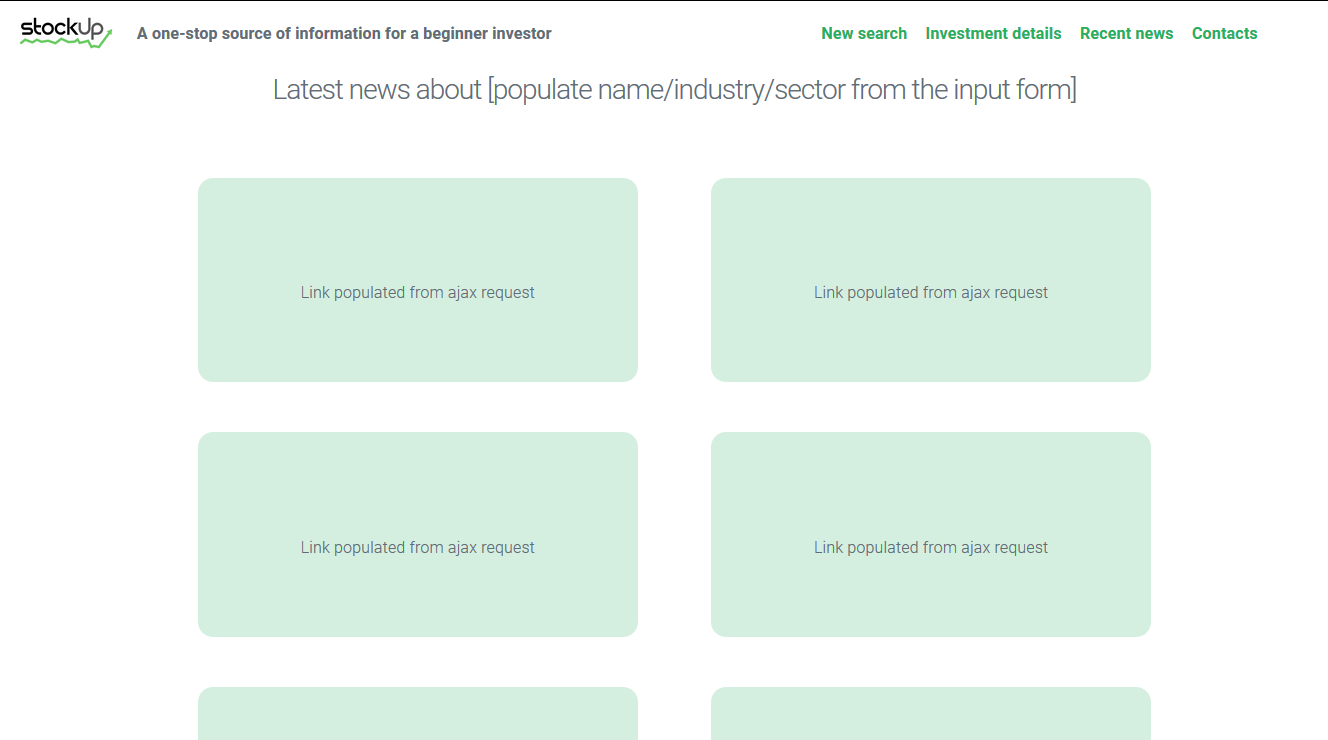 stockUp
A one-stop source of information for a beginner investor
New search
Investment details
Recent news
Contacts
Latest news about [populate name/industry/sector from the input form]
Link populated from ajax request
Link populated from ajax request
Link populated from ajax request
Link populated from ajax request